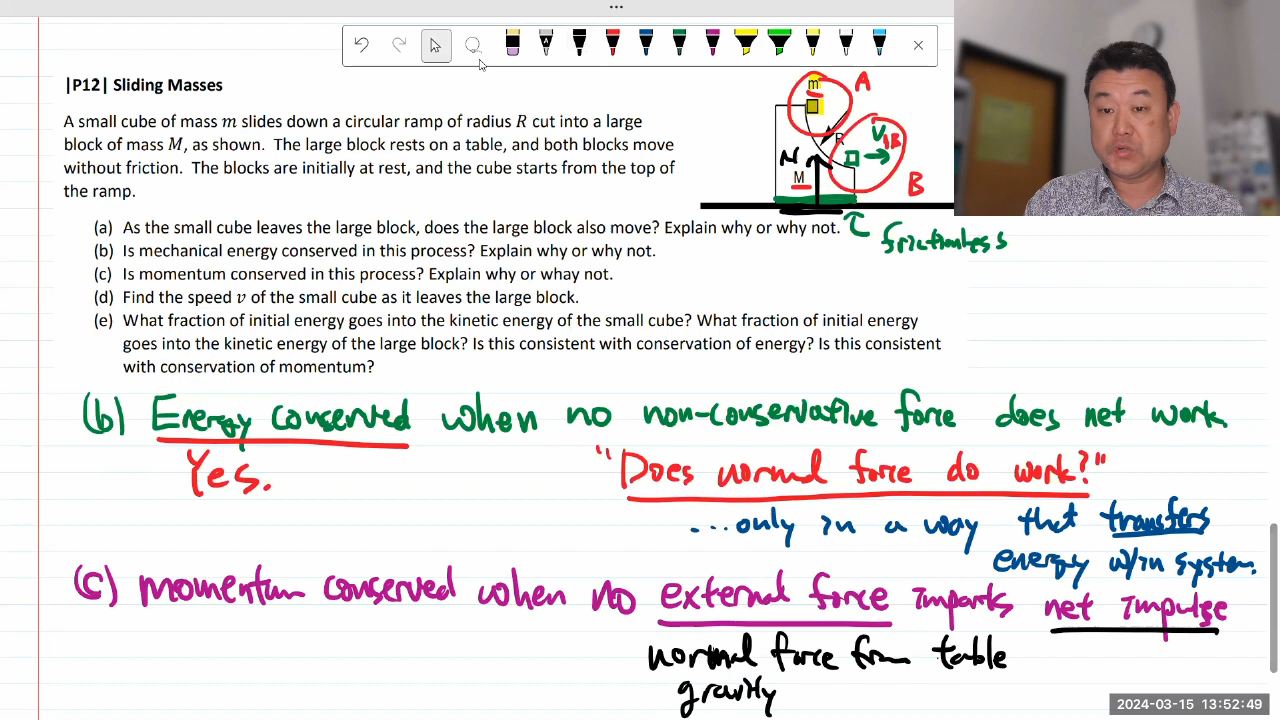 |P12| Sliding Masses
A small cube of mass m slides down a circular ramp of radius R cut into a large
block of mass M, as shown. The large block rests on a table, and both blocks move
without friction. The blocks are initially at rest, and the cube starts from the top of
the ramp.
m
A
R
V1B
N
M
B
frictionless
(a) As the small cube leaves the large block, does the large block also move? Explain why or why not.
(b) Is mechanical energy conserved in this process? Explain why or why not.
(c) Is momentum conserved in this process? Explain why or whay not.
(d) Find the speed v of the small cube as it leaves the large block.
(e) What fraction of initial energy goes into the kinetic energy of the small cube? What fraction of initial energy
goes into the kinetic energy of the large block? Is this consistent with conservation of energy? Is this consistent
with conservation of momentum?
(b) Energy conserved when no non-conservative force does net work.
Yes.
"Does normal force do work?"
...only in a way that transfers
energy w/in system.
(c) momentum conserved when no external force imparts net impulse
normal force from table
gravity
2024-03-15 13:52:49